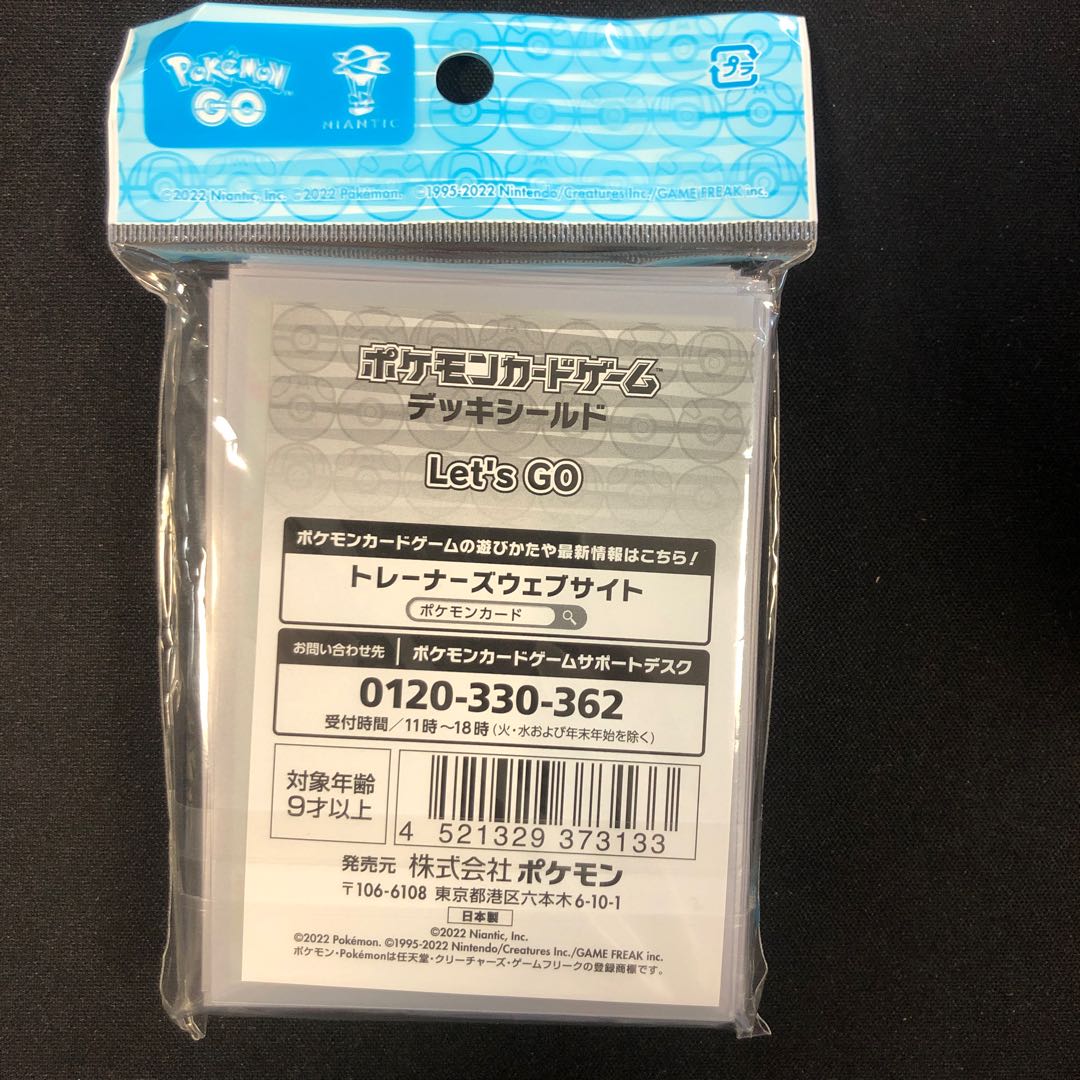 POKÉMON™
GO
NIANTIC
プラ
©2022 Niantic, Inc. ©2022 Pokémon. ©1995-2022 Nintendo/Creatures Inc./GAME FREAK inc.
ポケモンカードゲーム™
デッキシールド
Let's GO
ポケモンカードゲームの遊びかたや最新情報はこちら!
トレーナーズウェブサイト
ポケモンカード
お問い合わせ先 | ポケモンカードゲームサポートデスク
0120-330-362
受付時間/11時～18時(火・水および年末年始を除く)
対象年齢
9才以上
4 521329 373133
発売元 株式会社 ポケモン
〒106-6108 東京都港区六本木6-10-1
日本製
©2022 Niantic, Inc.
©2022 Pokémon. ©1995-2022 Nintendo/Creatures Inc./GAME FREAK inc.
ポケモン・Pokémonは任天堂・クリーチャーズ・ゲームフリークの登録商標です。